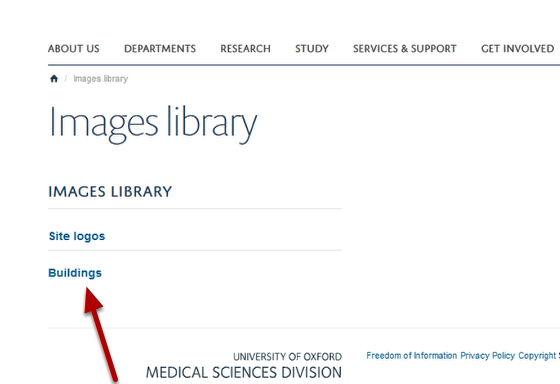 ABOUT US DEPARTMENTS RESEARCH STUDY SERVICES & SUPPORT GET INVOLVED
/ Images library
Images library
IMAGES LIBRARY
Site logos
Buildings
UNIVERSITY OF OXFORD
MEDICAL SCIENCES DIVISION
Freedom of Information Privacy Policy Copyright